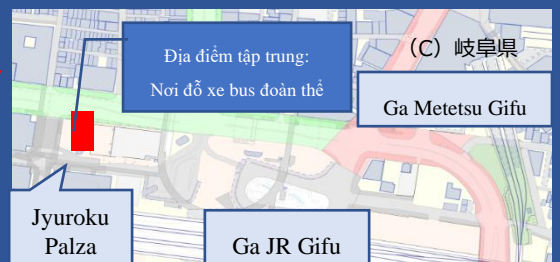 Địa điểm tập trung:
Nơi đỗ xe bus đoàn thể
（C）岐阜県
Ga Metetsu Gifu
Jyuroku
Palza
Ga JR Gifu